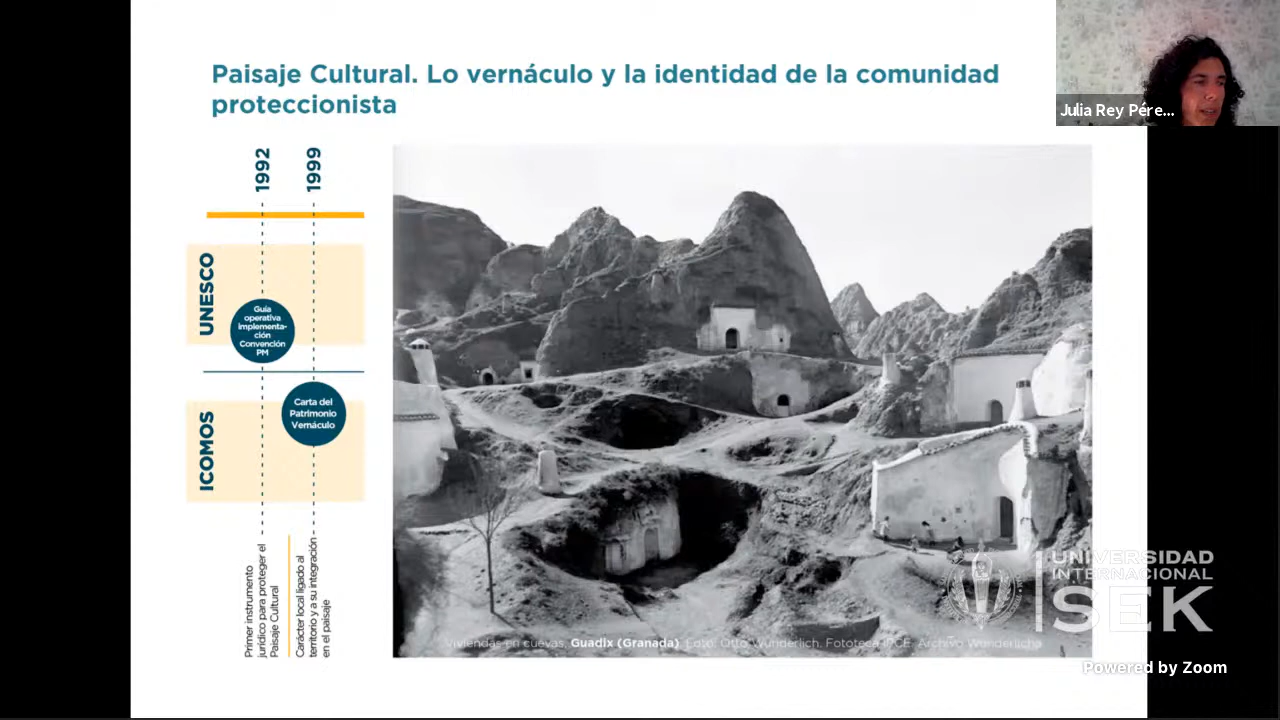 Paisaje Cultural. Lo vernáculo y la identidad de la comunidad
proteccionista
Julia Rey Pére...
1992
1999
UNESCO
Guía
operativa
implementa-
ción
Convención
PM
ICOMOS
Carta del
Patrimonio
Vernáculo
Primer instrumento
jurídico para proteger el
Paisaje Cultural
Carácter local ligado al
territorio y a su integración
en el paisaje
Viviendas en cuevas. Guadix (Granada). Foto: Otto Wunderlich. Fototeca IPCE. Archivo Wunderlich
UNIVERSIDAD
INTERNACIONAL
SEK
Powered by Zoom